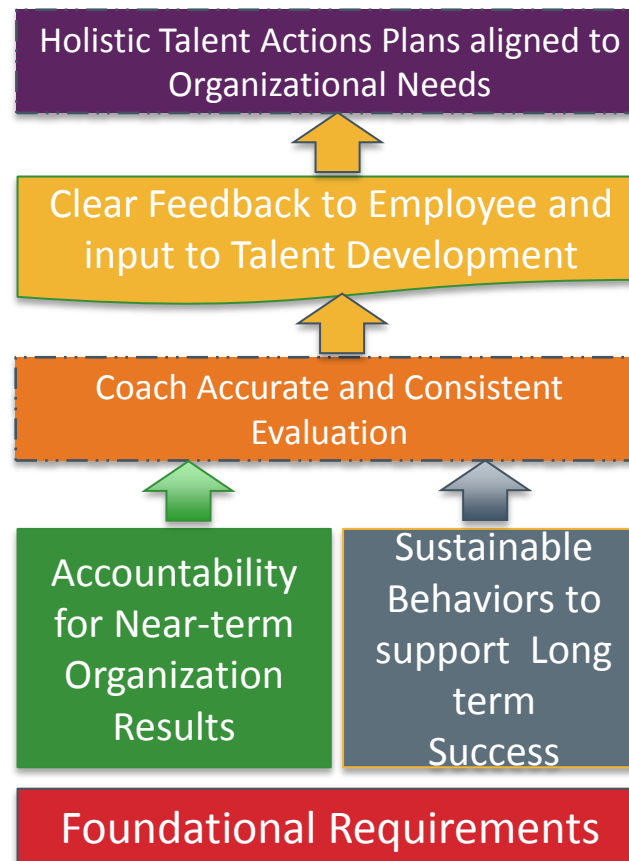 Holistic Talent Actions Plans aligned to
Organizational Needs
Clear Feedback to Employee and
input to Talent Development
Coach Accurate and Consistent
Evaluation
Accountability
for Near-term
Organization
Results
Sustainable
Behaviors to
support  Long
term
Success
Foundational Requirements